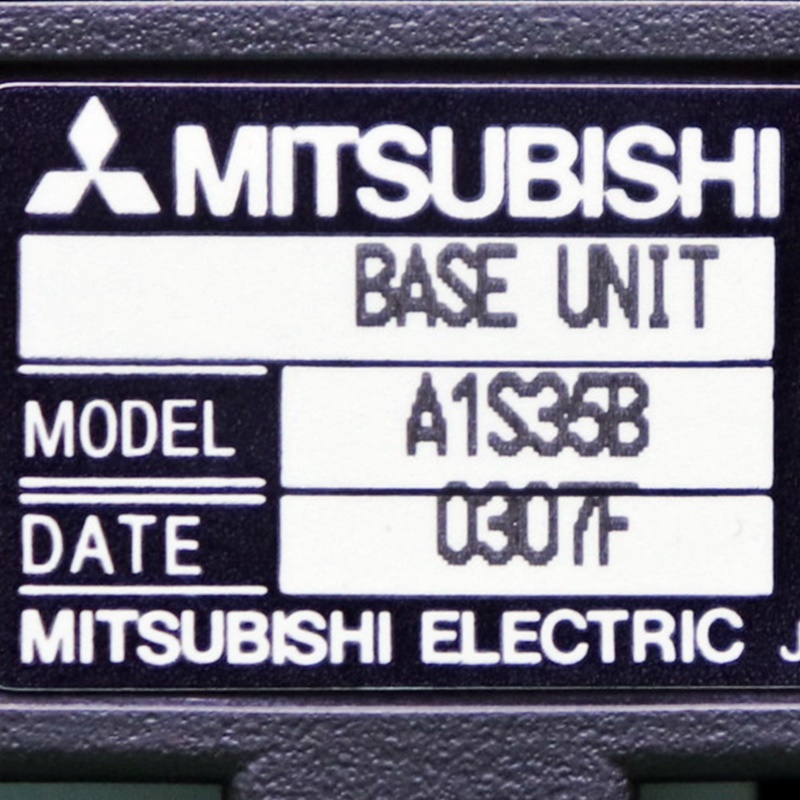 MITSUBISHI
BASE UNIT
MODEL A1S35B
DATE 0307F
MITSUBISHI ELECTRIC J